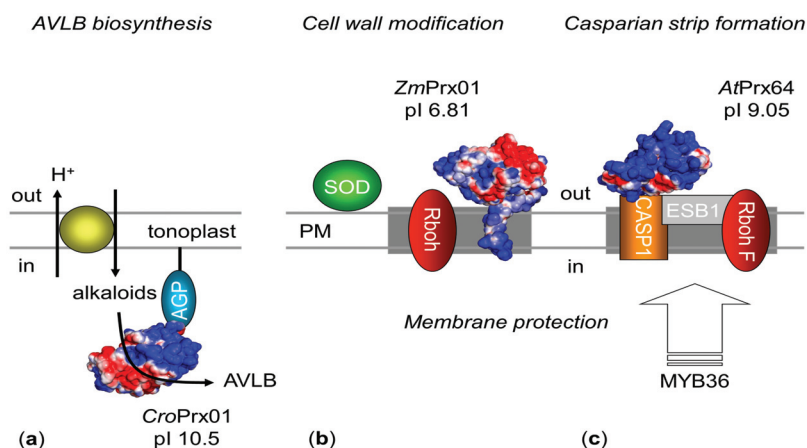 AVLB biosynthesis
H+
out
in
tonoplast
alkaloids
AGP
AVLB
CroPrx01
pI 10.5
(a)
Cell wall modification
ZmPrx01
pI 6.81
SOD
out
PM
in
Rboh
Membrane protection
(b)
Casparian strip formation
AtPrx64
pI 9.05
CASP1
ESB1
Rboh F
MYB36
(c)